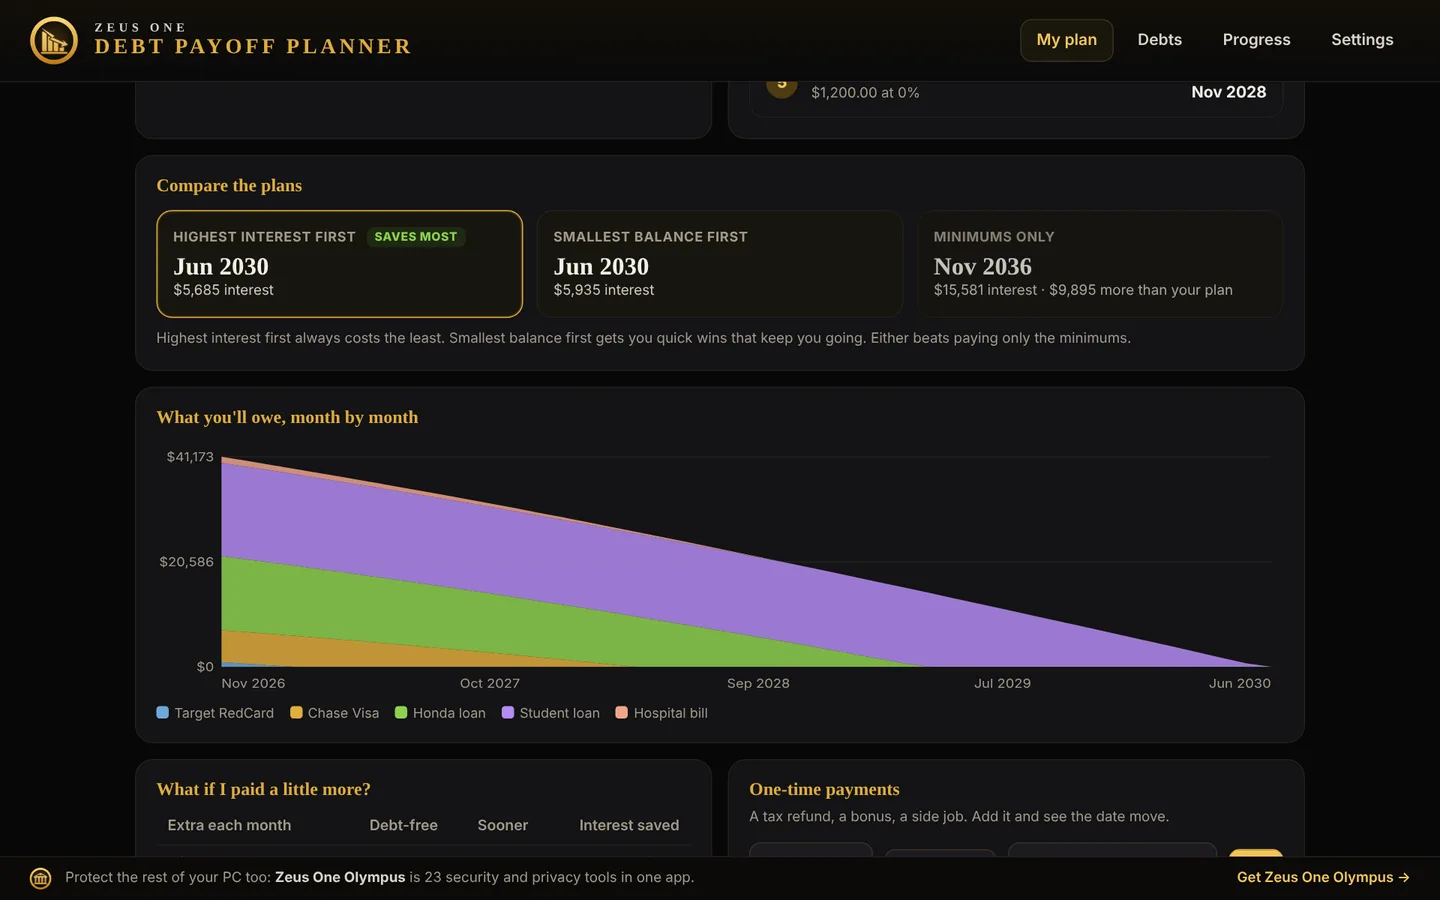 ZEUS ONE
DEBT PAYOFF PLANNER
My plan
Debts
Progress
Settings
5
$1,200.00 at 0%
Nov 2028
Compare the plans
HIGHEST INTEREST FIRST SAVES MOST
Jun 2030
$5,685 interest
SMALLEST BALANCE FIRST
Jun 2030
$5,935 interest
MINIMUMS ONLY
Nov 2036
$15,581 interest · $9,895 more than your plan
Highest interest first always costs the least. Smallest balance first gets you quick wins that keep you going. Either beats paying only the minimums.
What you'll owe, month by month
$41,173
$20,586
$0
Nov 2026
Oct 2027
Sep 2028
Jul 2029
Jun 2030
Target RedCard
Chase Visa
Honda loan
Student loan
Hospital bill
What if I paid a little more?
Extra each month
Debt-free
Sooner
Interest saved
One-time payments
A tax refund, a bonus, a side job. Add it and see the date move.
Protect the rest of your PC too: Zeus One Olympus is 23 security and privacy tools in one app.
Get Zeus One Olympus →